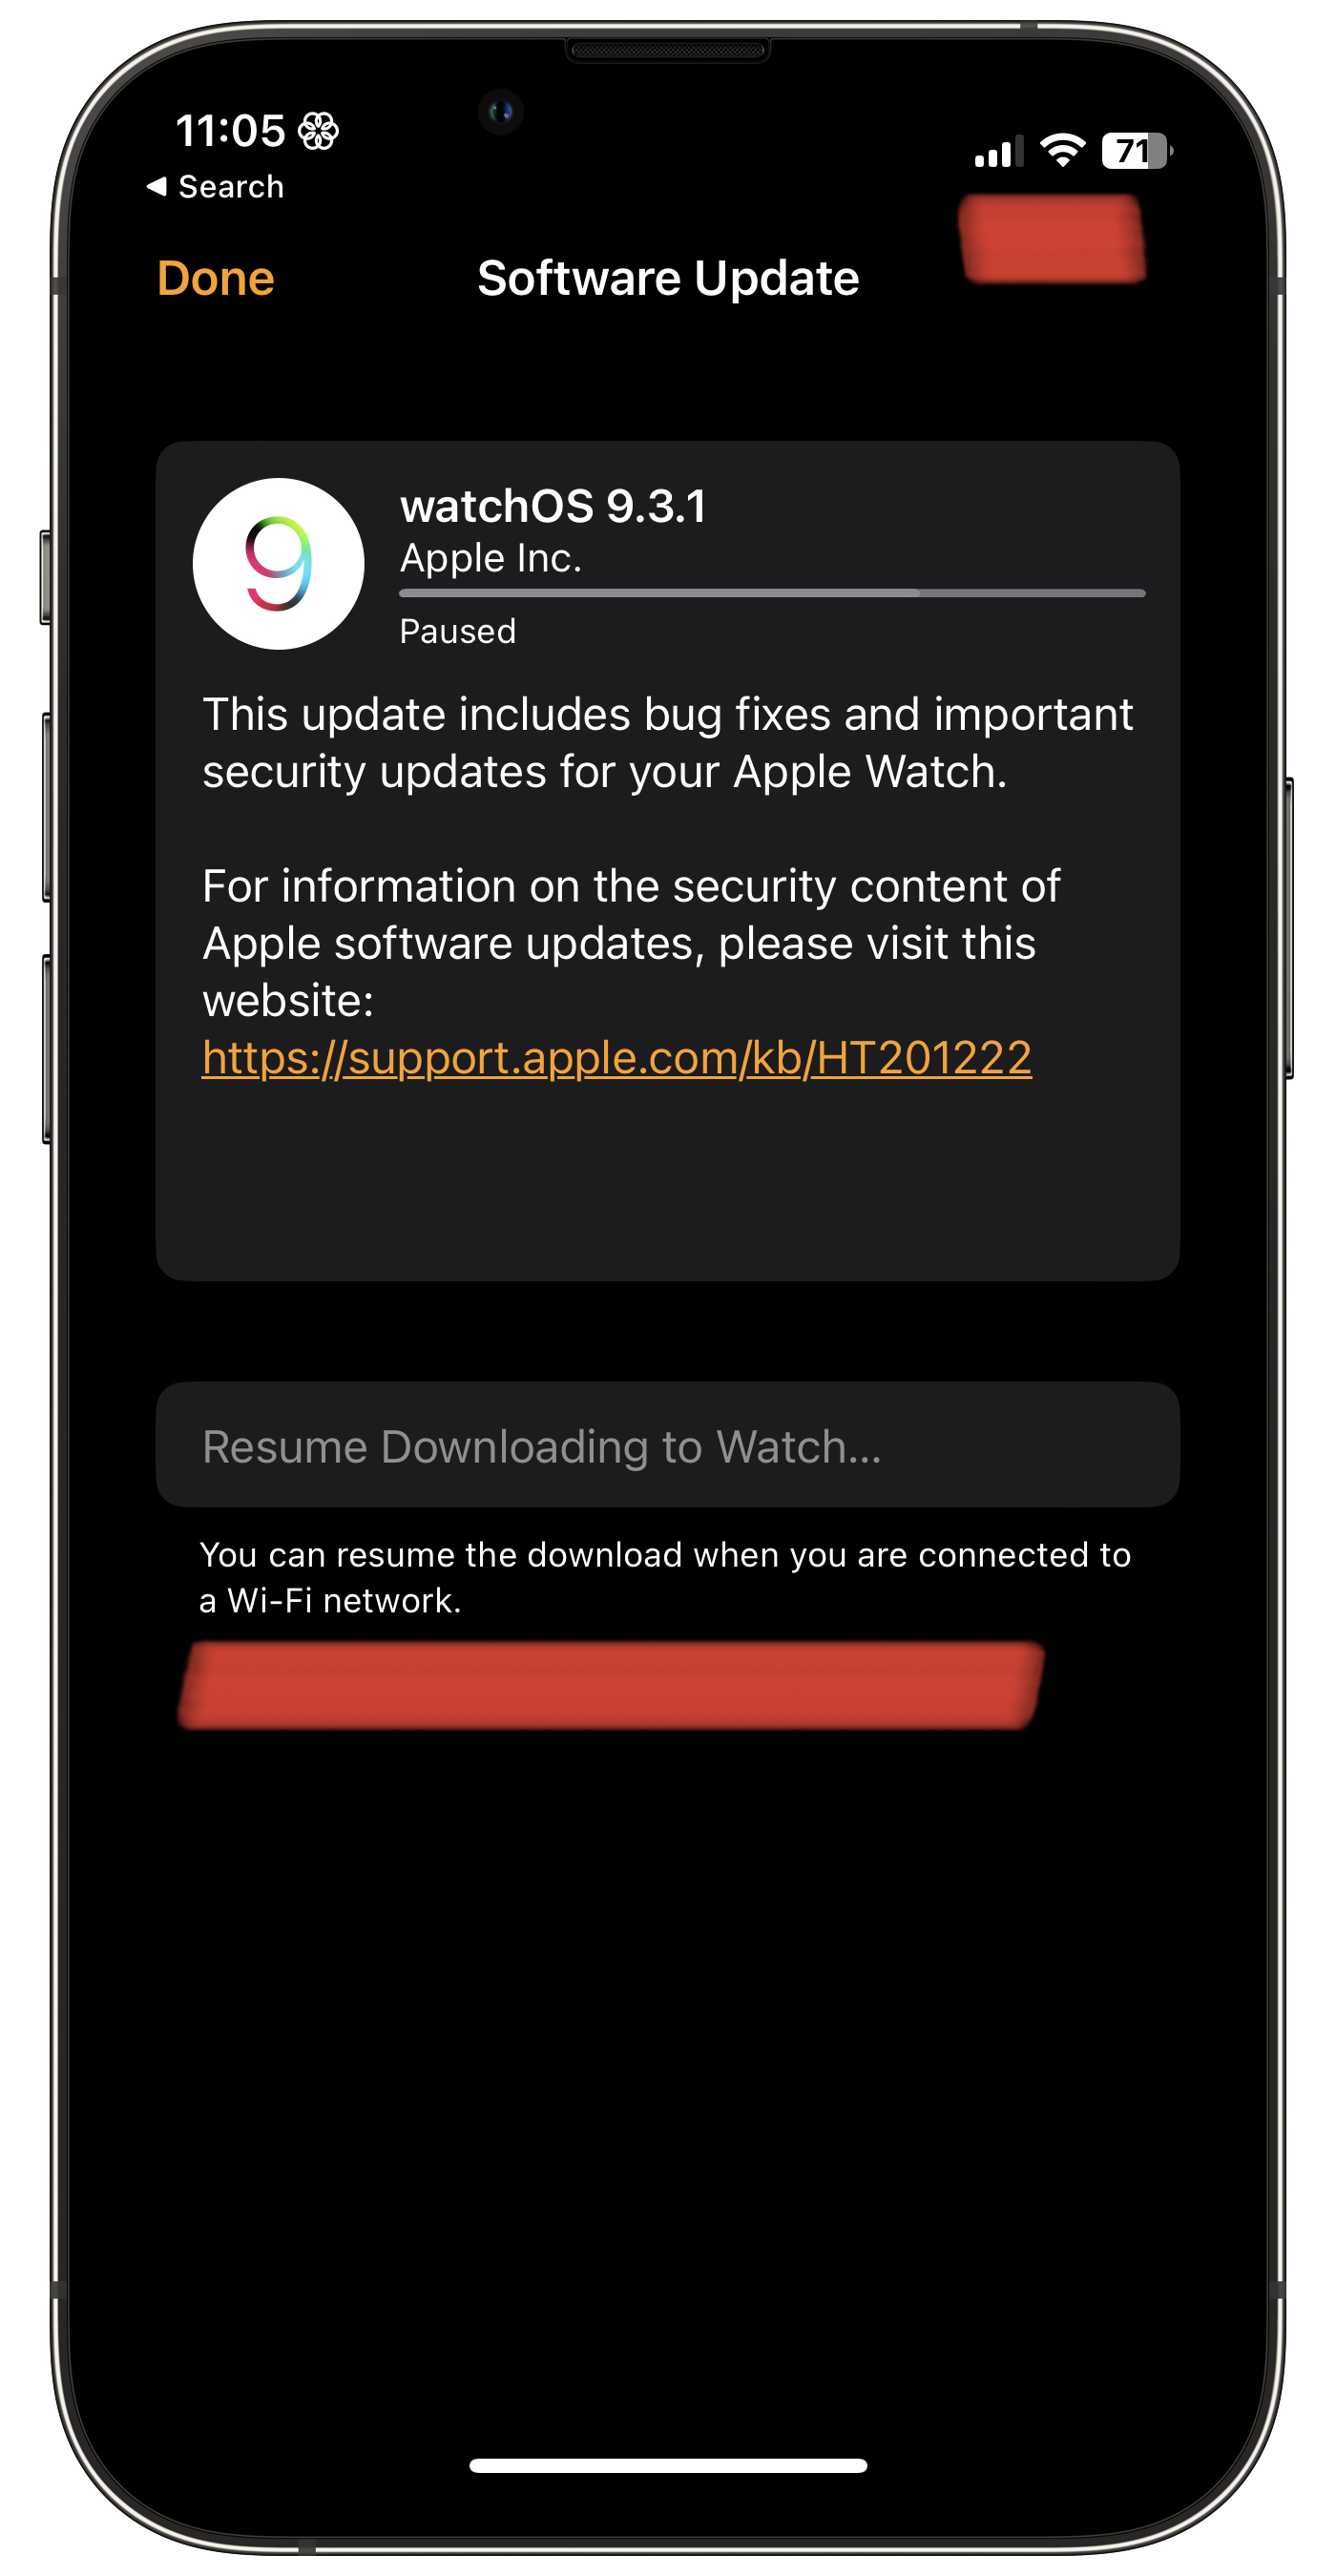 11:05
◀ Search
71
Done
Software Update
9
watchOS 9.3.1
Apple Inc.
Paused
This update includes bug fixes and important
security updates for your Apple Watch.
For information on the security content of
Apple software updates, please visit this
website:
https://support.apple.com/kb/HT201222
Resume Downloading to Watch...
You can resume the download when you are connected to
a Wi-Fi network.